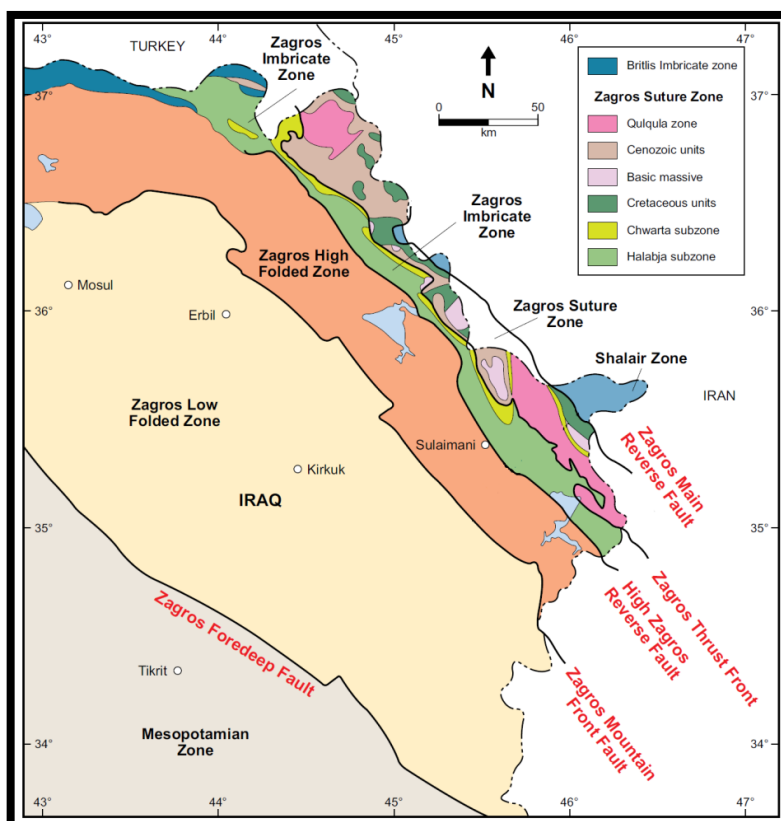 43
44
45
46
47
TURKEY
Zagros
Imbricate
Zone
N
0
50
km
Britlis Imbricate zone
Zagros Suture Zone
Qulqula zone
Cenozoic units
Basic massive
Cretaceous units
Chwarta subzone
Halabja subzone
37°
37°
Zagros
Imbricate
Zone
Zagros High
Folded Zone
Mosul
36°
36°
Erbil
Zagros Suture
Zone
Shalair Zone
IRAN
Zagros Low
Folded Zone
Sulaimani
Kirkuk
IRAQ
Zagros Main
Reverse Fault
35°
35°
Zagros Thrust Front
High Zagros
Reverse Fault
Zagros Foredeep Fault
Tikrit
Zagros Mountain
Front Fault
Mesopotamian
Zone
34°
34°
43
44
45
46
47